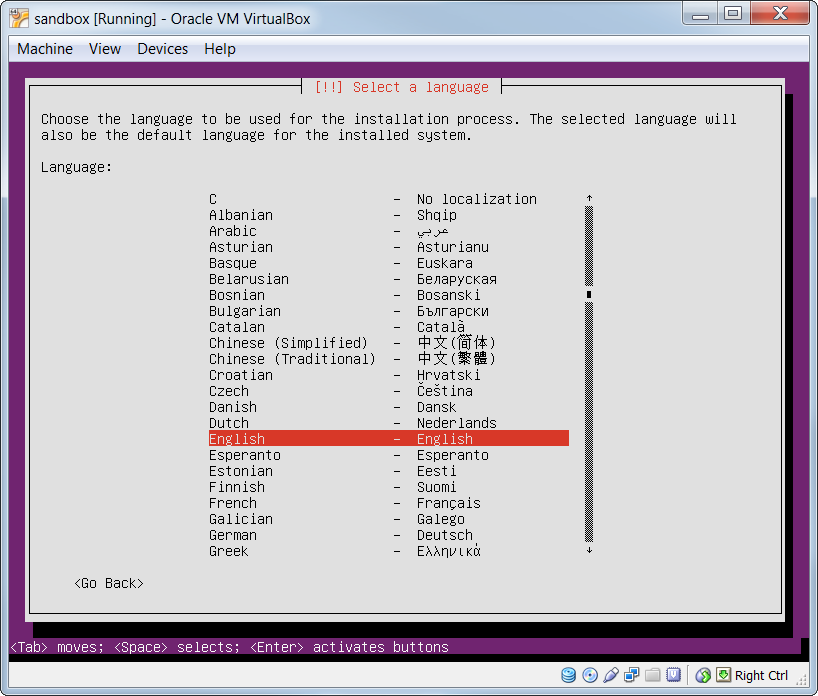 sandbox [Running] - Oracle VM VirtualBox
Machine View Devices Help
[!!] Select a language
Choose the language to be used for the installation process. The selected language will
also be the default language for the installed system.
Language:
C - No localization
Albanian - Shqip
Arabic - عربي
Asturian - Asturianu
Basque - Euskara
Belarusian - Беларуская
Bosnian - Bosanski
Bulgarian - Български
Catalan - Català
Chinese (Simplified) - 中文(简体)
Chinese (Traditional) - 中文(繁體)
Croatian - Hrvatski
Czech - Čeština
Danish - Dansk
Dutch - Nederlands
English - English
Esperanto - Esperanto
Estonian - Eesti
Finnish - Suomi
French - Français
Galician - Galego
German - Deutsch
Greek - Ελληνικά
<Go Back>
<Tab> moves; <Space> selects; <Enter> activates buttons
Right Ctrl